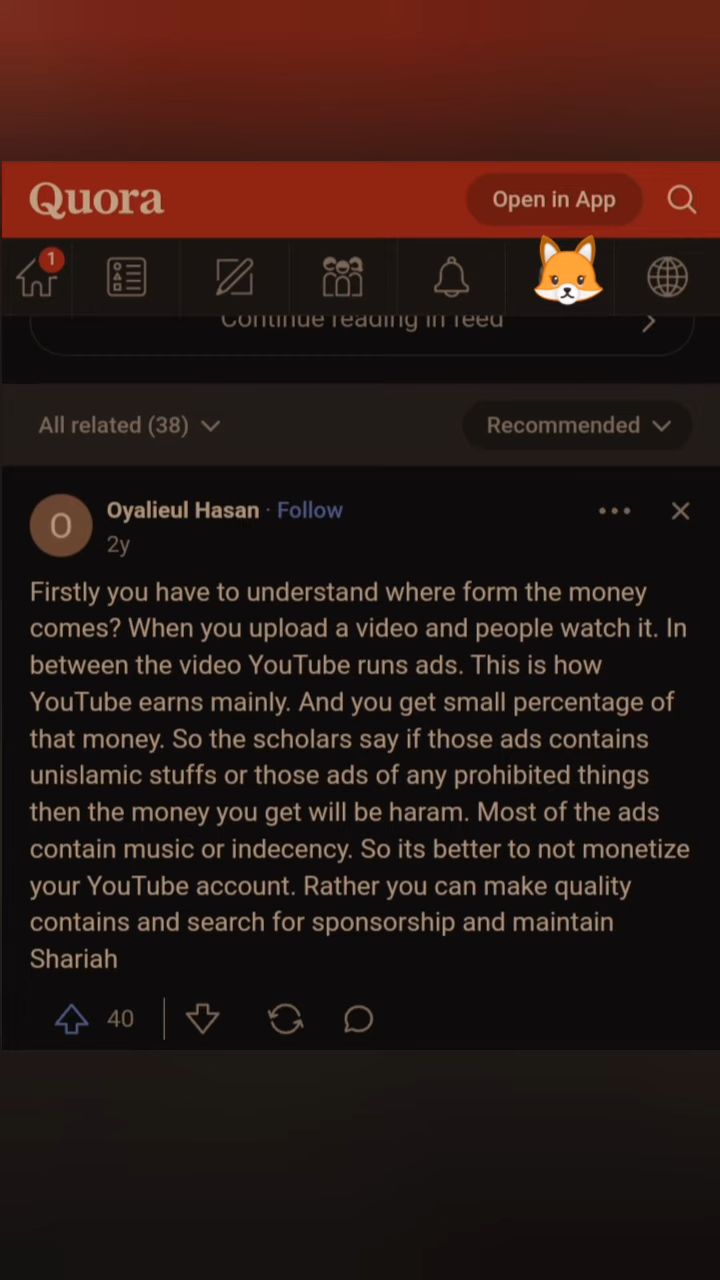 Quora
Open in App
1
Continue reading in feed
All related (38)
Recommended
O
Oyalieul Hasan · Follow
2y
Firstly you have to understand where form the money
comes? When you upload a video and people watch it. In
between the video YouTube runs ads. This is how
YouTube earns mainly. And you get small percentage of
that money. So the scholars say if those ads contains
unislamic stuffs or those ads of any prohibited things
then the money you get will be haram. Most of the ads
contain music or indecency. So its better to not monetize
your YouTube account. Rather you can make quality
contains and search for sponsorship and maintain
Shariah
40